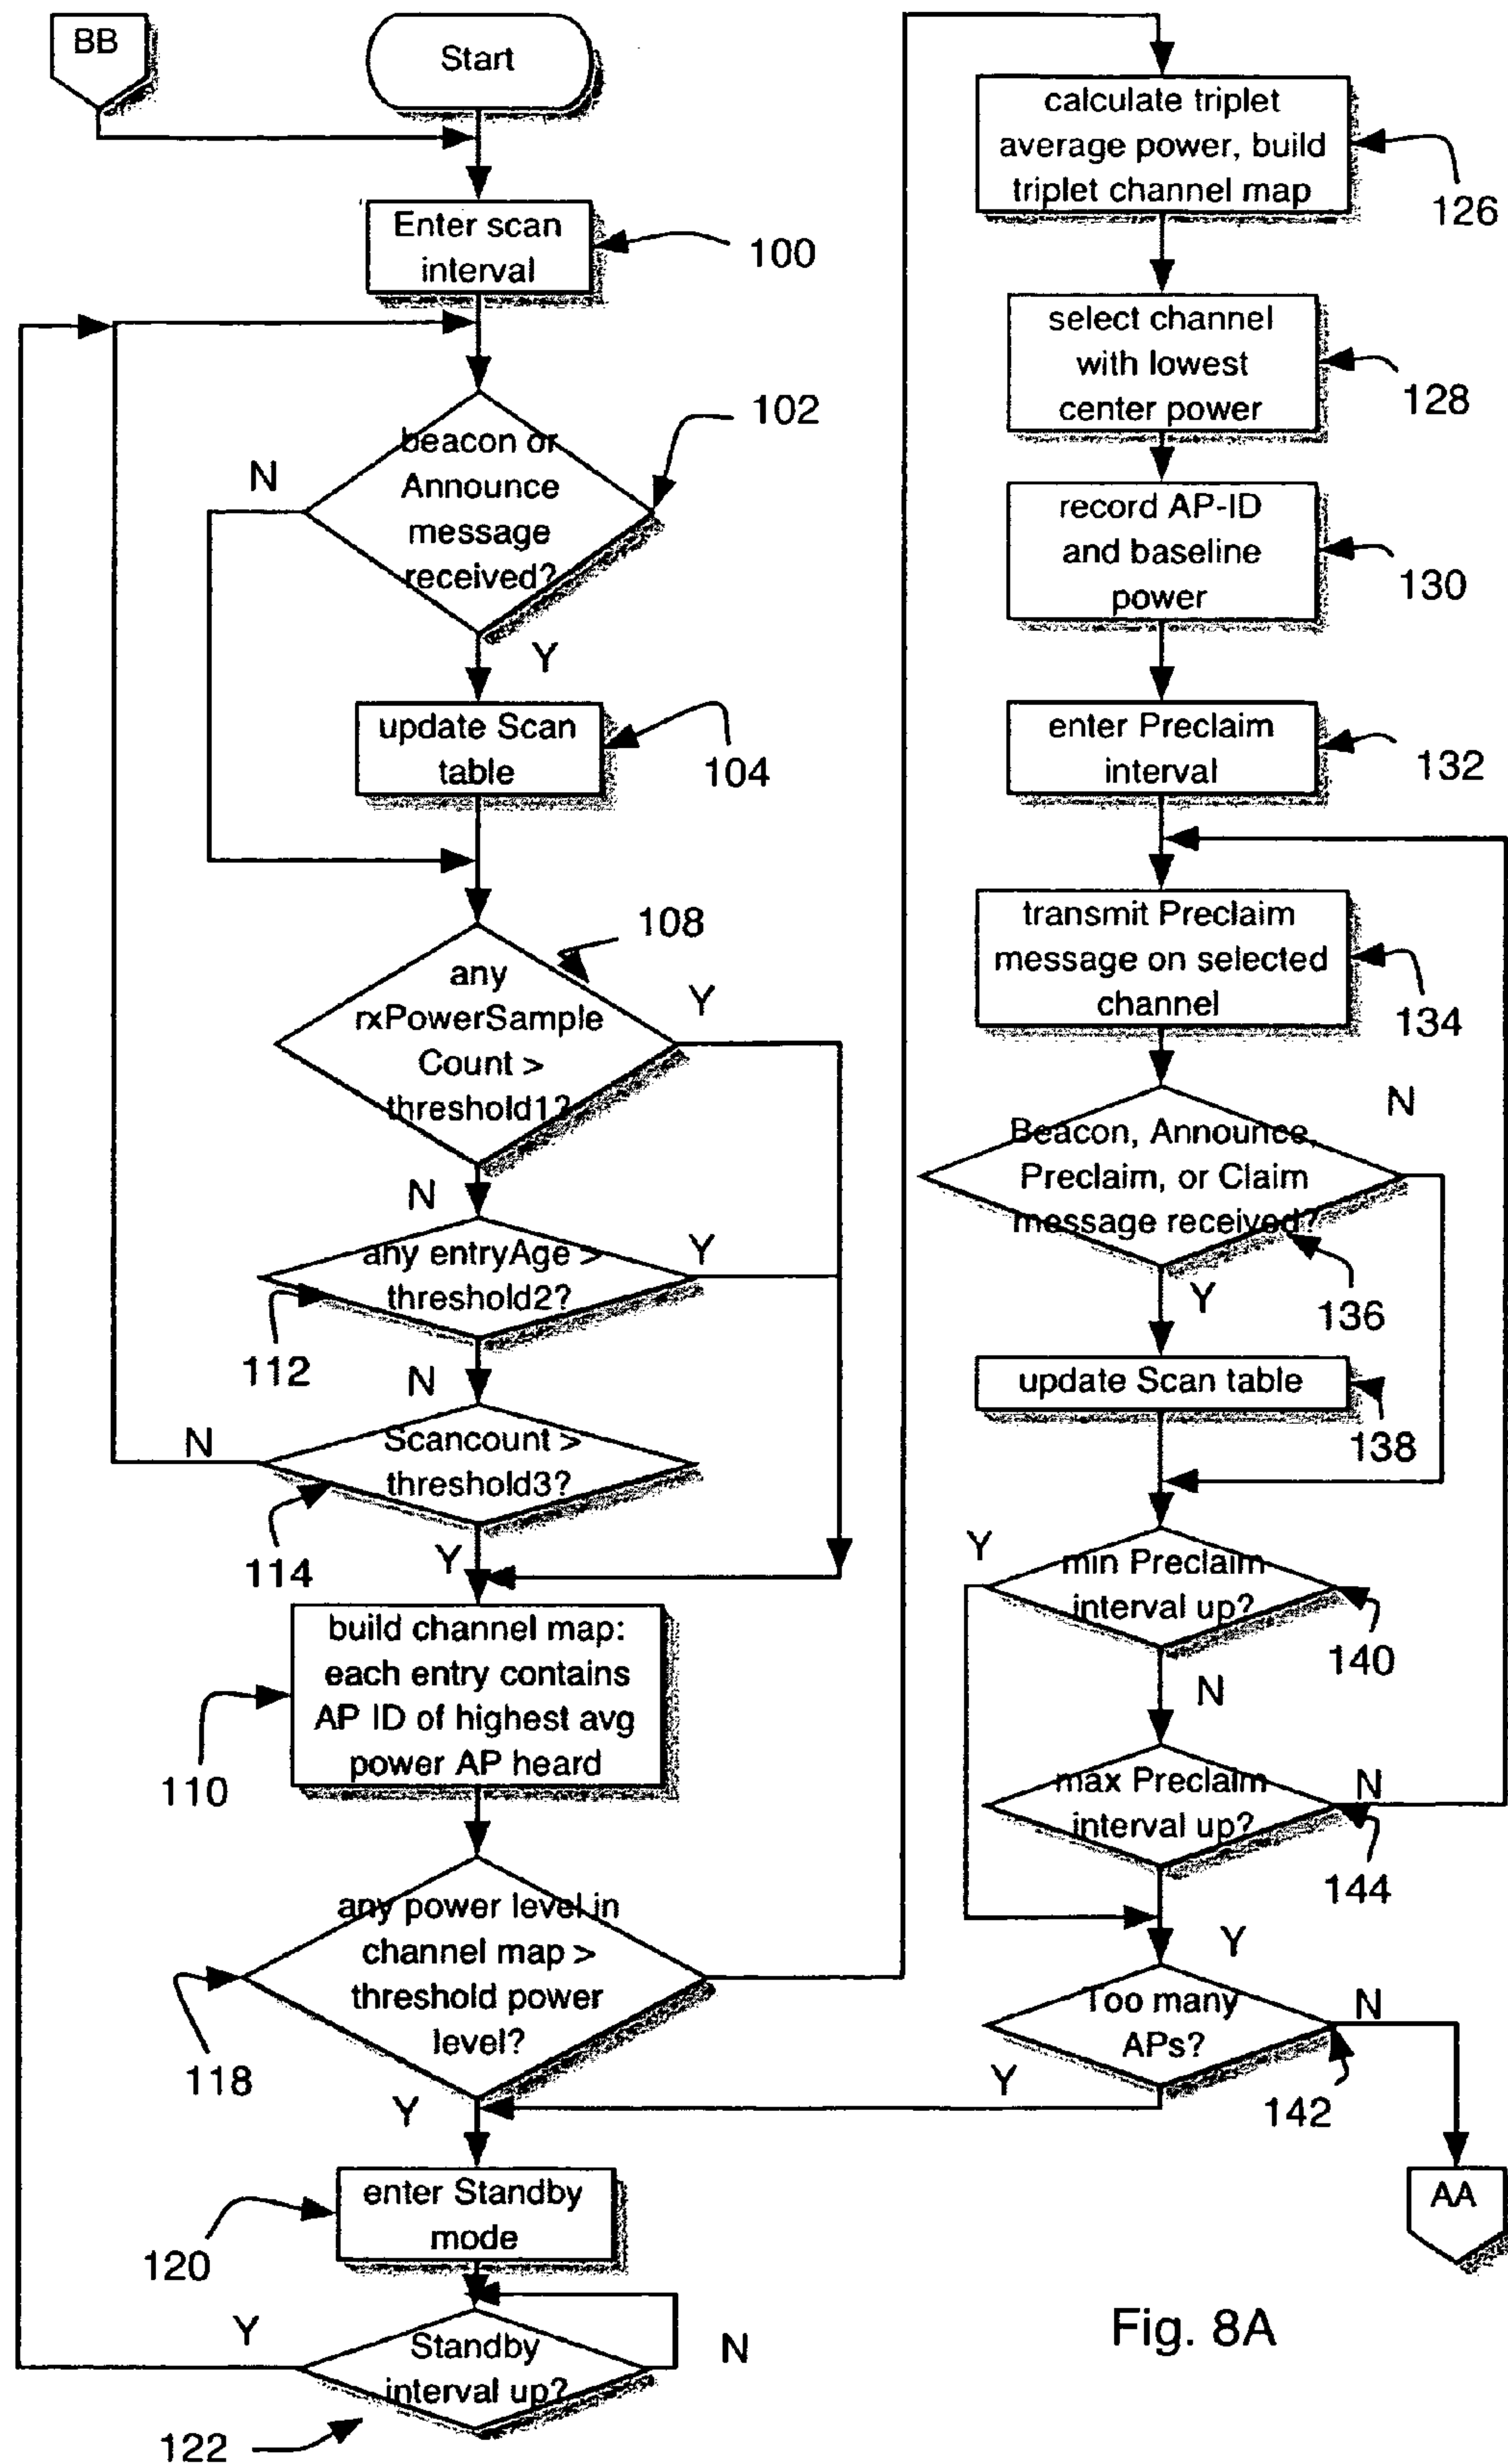 BB
Start
Enter scan
interval
100
beacon or
Announce
message
received?
102
N
Y
update Scan
table
104
any
rxPowerSample
Count >
threshold1?
108
Y
N
any entryAge >
threshold2?
Y
112
N
Scancount >
threshold3?
N
114
Y
build channel map:
each entry contains
AP ID of highest avg
power AP heard
110
any power level in
channel map >
threshold power
level?
118
Y
enter Standby
mode
120
Standby
interval up?
Y
N
122
calculate triplet
average power, build
triplet channel map
126
select channel
with lowest
center power
128
record AP-ID
and baseline
power
130
enter Preclaim
interval
132
transmit Preclaim
message on selected
channel
134
Beacon, Announce,
Preclaim, or Claim
message received?
N
136
Y
update Scan table
138
min Preclaim
interval up?
Y
140
N
max Preclaim
interval up?
N
144
Y
Too many
APs?
N
Y
142
AA
Fig. 8A